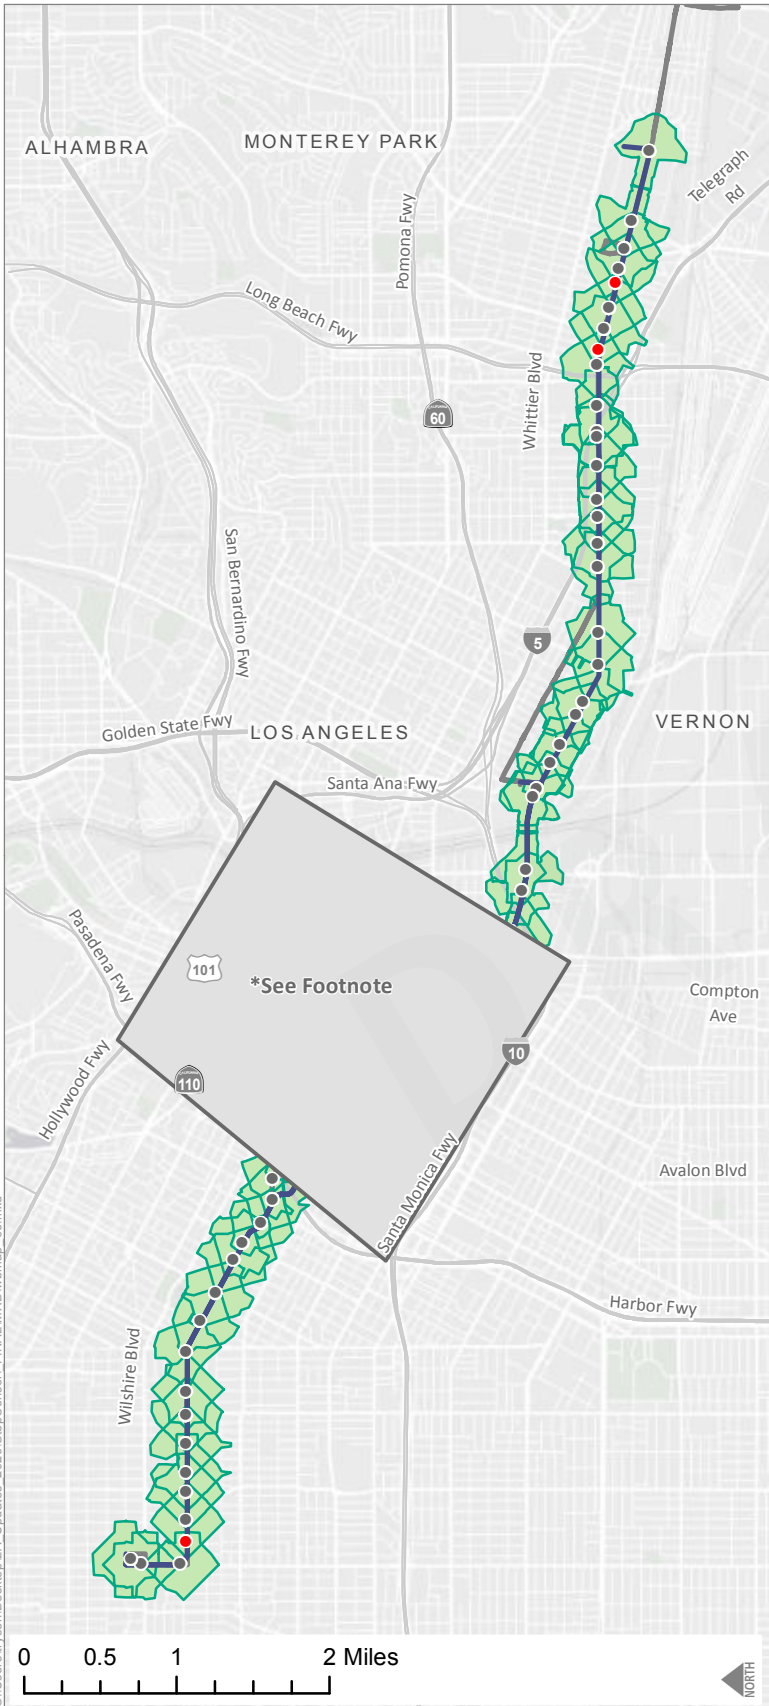 ALHAMBRA
MONTEREY PARK
Telegraph
Rd
Pomona Fwy
Long Beach Fwy
Whittier Blvd
60
San Bernardino Fwy
5
Golden State Fwy
LOS ANGELES
VERNON
Santa Ana Fwy
Pasadena Fwy
101
*See Footnote
Compton
Ave
10
Hollywood Fwy
110
Santa Monica Fwy
Avalon Blvd
Harbor Fwy
Wilshire Blvd
0 0.5 1 2 Miles
NORTH